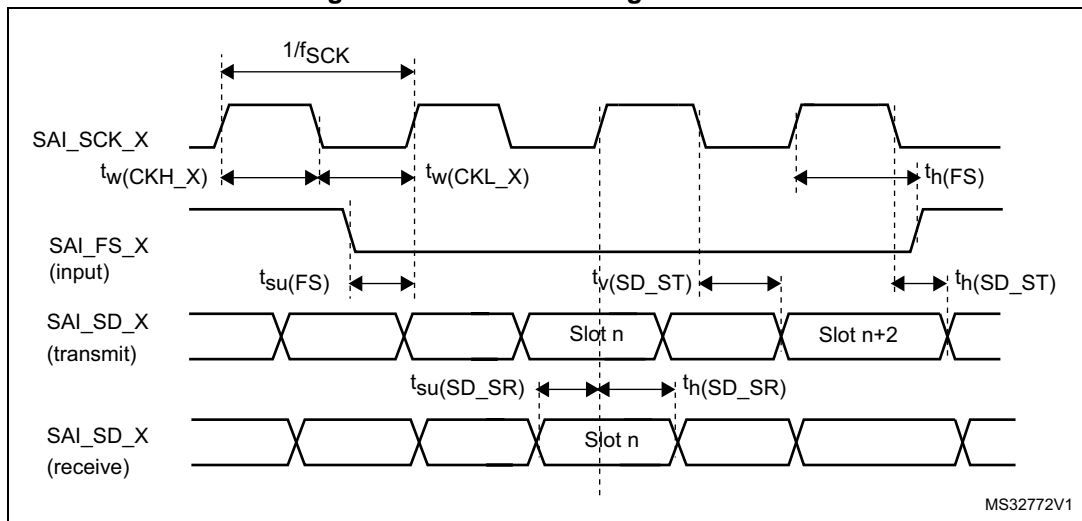 1/fSCK
SAI_SCK_X
tw(CKH_X)
tw(CKL_X)
th(FS)
SAI_FS_X
(input)
tsu(FS)
tv(SD_ST)
th(SD_ST)
SAI_SD_X
(transmit)
Slot n
Slot n+2
tsu(SD_SR)
th(SD_SR)
SAI_SD_X
(receive)
Slot n
MS32772V1